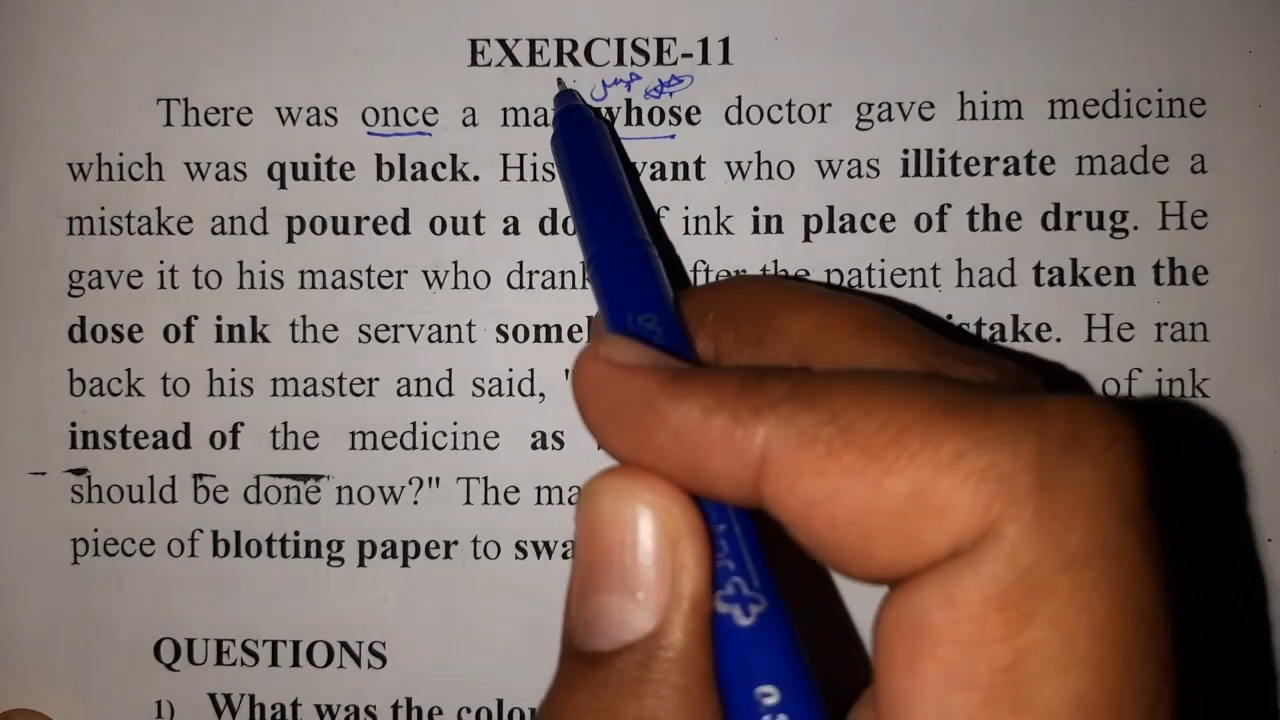 EXERCISE-11
There was once a ma whose doctor gave him medicine
which was quite black. His vant who was illiterate made a
mistake and poured out a do of ink in place of the drug. He
gave it to his master who drank fter the patient had taken the
dose of ink the servant some stake. He ran
back to his master and said, " of ink
instead of the medicine as
should be done now?" The ma
piece of blotting paper to swa
QUESTIONS
1) What was the colou